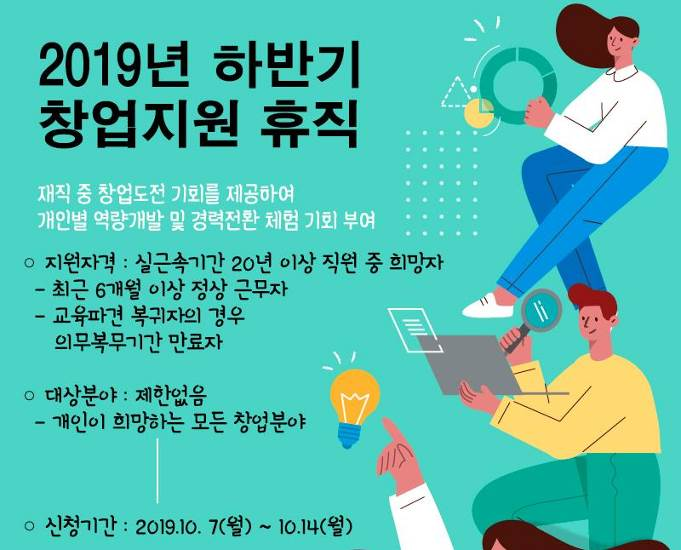 2019년 하반기
창업지원 휴직
재직 중 창업도전 기회를 제공하여
개인별 역량개발 및 경력전환 체험 기회 부여
○ 지원자격 : 실근속기간 20년 이상 직원 중 희망자
- 최근 6개월 이상 정상 근무자
- 교육파견 복귀자의 경우
의무복무기간 만료자
○ 대상분야 : 제한없음
- 개인이 희망하는 모든 창업분야
○ 신청기간 : 2019.10. 7(월) ~ 10.14(월)